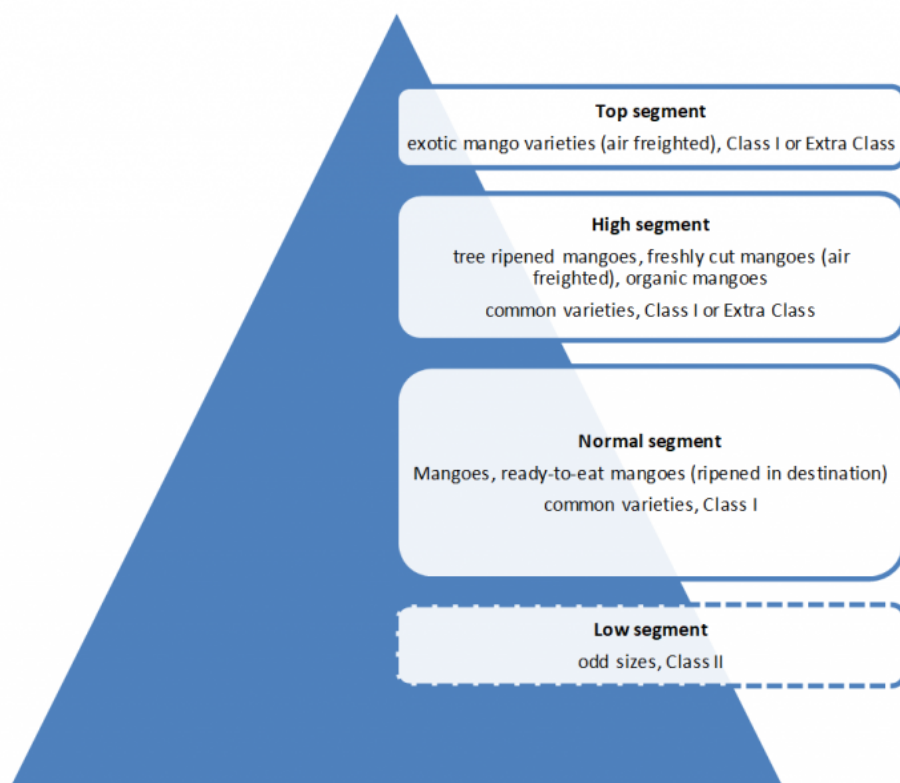 Top segment
exotic mango varieties (air freighted), Class I or Extra Class
High segment
tree ripened mangoes, freshly cut mangoes (air
freighted), organic mangoes
common varieties, Class I or Extra Class
Normal segment
Mangoes, ready-to-eat mangoes (ripened in destination)
common varieties, Class I
Low segment
odd sizes, Class II